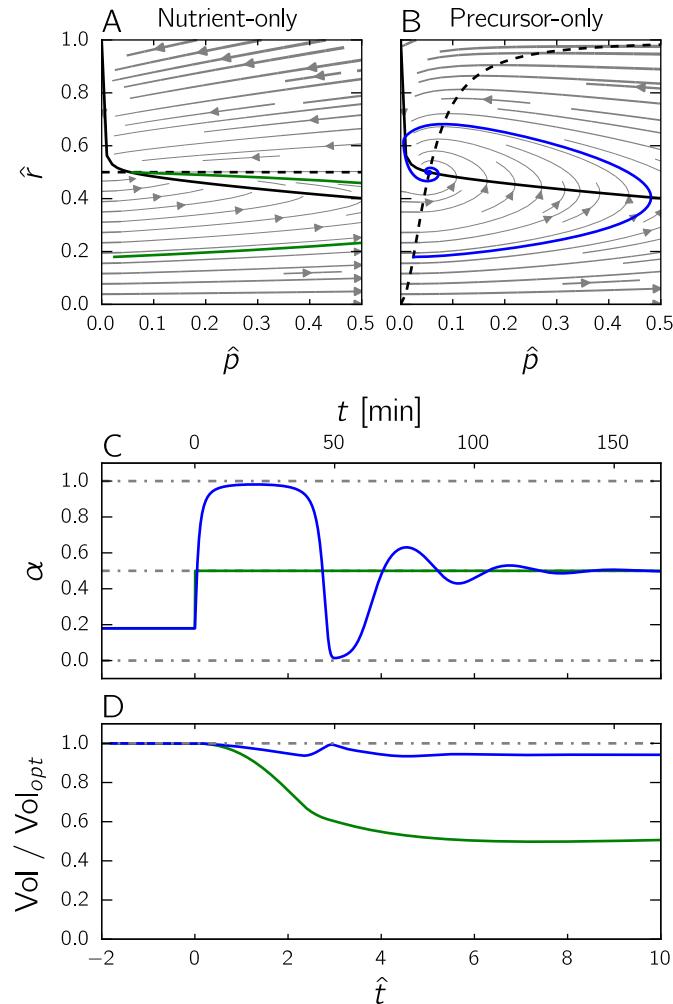 A Nutrient-only
B Precursor-only
1.0
0.8
0.6
0.4
0.2
0.0
r̂
0.0 0.1 0.2 0.3 0.4 0.5
0.0 0.1 0.2 0.3 0.4 0.5
p̂
p̂
t [min]
0 50 100 150
C
1.0
0.8
0.6
0.4
0.2
0.0
α
D
1.0
0.8
0.6
0.4
0.2
0.0
Vol / Vol_opt
−2 0 2 4 6 8 10
t̂